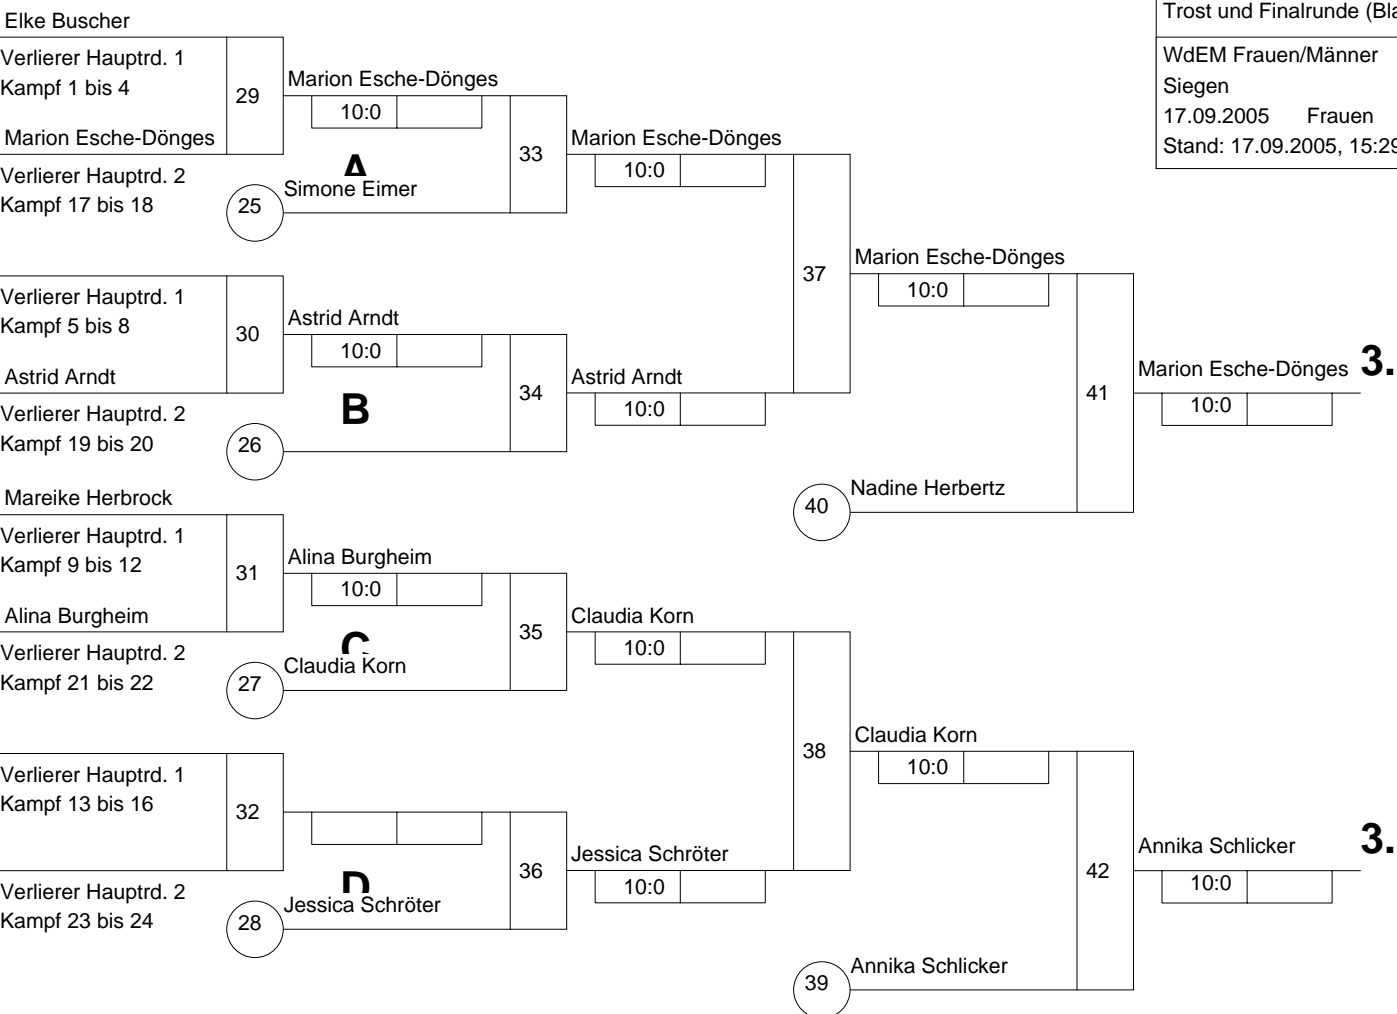 Elke Buscher
Verlierer Hauptrd. 1
Kampf 1 bis 4
29
Marion Esche-Dönges
10:0
Marion Esche-Dönges
Verlierer Hauptrd. 2
Kampf 17 bis 18
A
25
Simone Eimer
33
Marion Esche-Dönges
10:0
Verlierer Hauptrd. 1
Kampf 5 bis 8
30
Astrid Arndt
10:0
Astrid Arndt
Verlierer Hauptrd. 2
Kampf 19 bis 20
B
26
34
Astrid Arndt
10:0
37
Marion Esche-Dönges
10:0
Mareike Herbrock
Verlierer Hauptrd. 1
Kampf 9 bis 12
31
Alina Burgheim
10:0
Alina Burgheim
Verlierer Hauptrd. 2
Kampf 21 bis 22
C
27
Claudia Korn
35
Claudia Korn
10:0
Verlierer Hauptrd. 1
Kampf 13 bis 16
32
Verlierer Hauptrd. 2
Kampf 23 bis 24
D
28
Jessica Schröter
36
Jessica Schröter
10:0
38
Claudia Korn
10:0
40
Nadine Herbertz
41
Marion Esche-Dönges 3.
10:0
39
Annika Schlicker
42
Annika Schlicker 3.
10:0
Trost und Finalrunde (Bla
WdEM Frauen/Männer
Siegen
17.09.2005 Frauen
Stand: 17.09.2005, 15:29